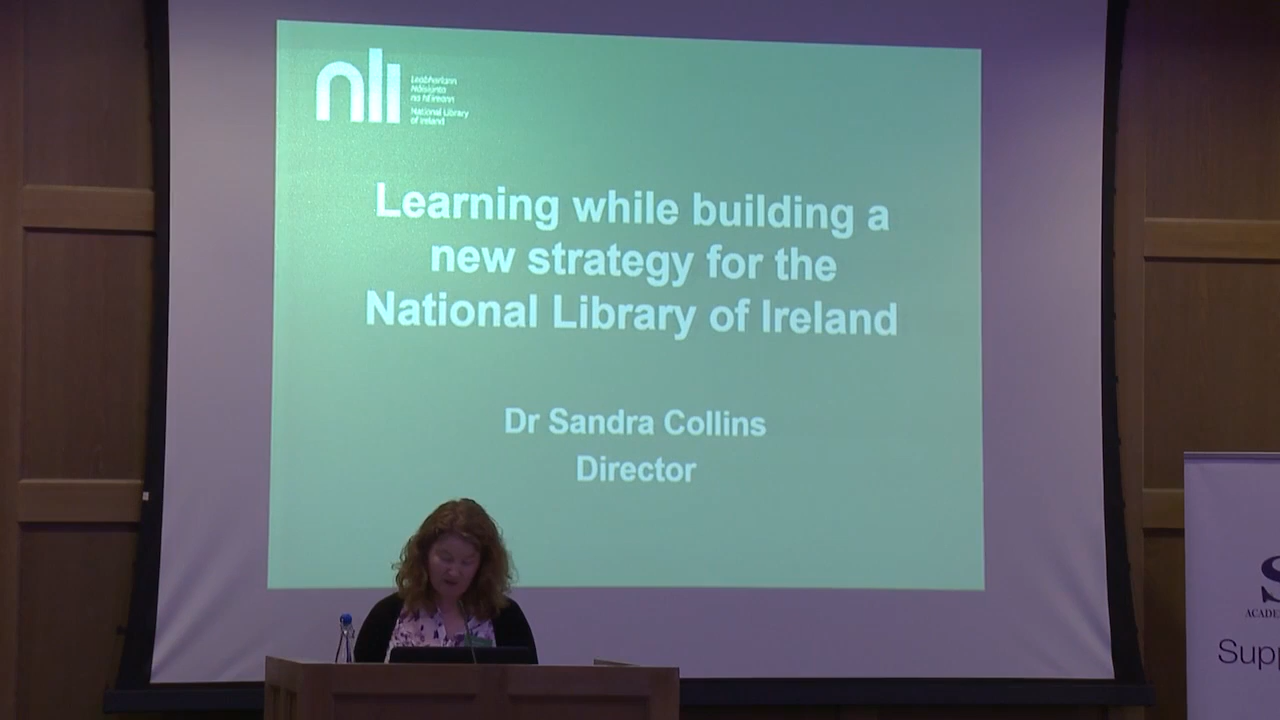 nli
Leabharlann
Náisiúnta
na hÉireann
National Library
of Ireland
Learning while building a
new strategy for the
National Library of Ireland
Dr Sandra Collins
Director
S
ACADE
Supp